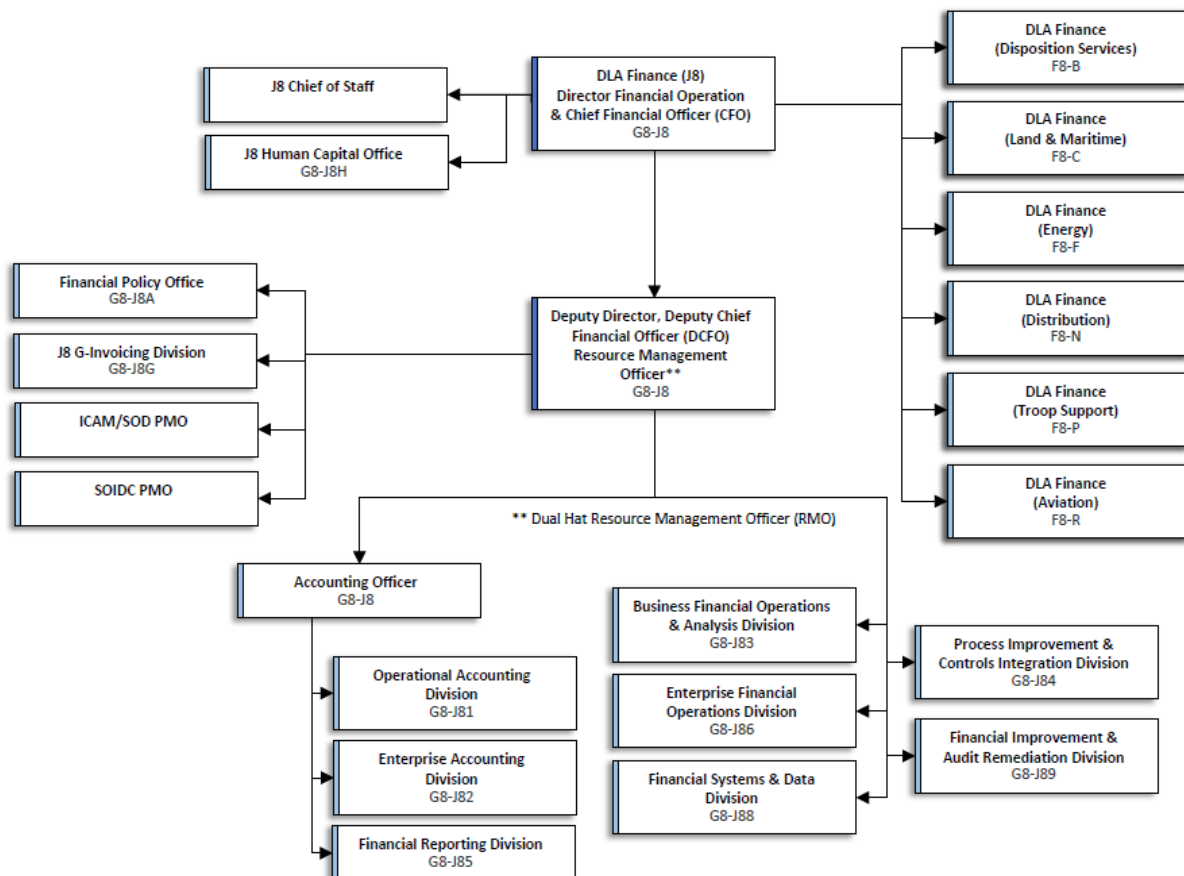 J8 Chief of Staff
J8 Human Capital Office
G8-J8H
DLA Finance (J8)
Director Financial Operation
& Chief Financial Officer (CFO)
G8-J8
DLA Finance
(Disposition Services)
F8-B
DLA Finance
(Land & Maritime)
F8-C
DLA Finance
(Energy)
F8-F
DLA Finance
(Distribution)
F8-N
DLA Finance
(Troop Support)
F8-P
DLA Finance
(Aviation)
F8-R
Financial Policy Office
G8-J8A
J8 G-Invoicing Division
G8-J8G
ICAM/SOD PMO
SOIDC PMO
Deputy Director, Deputy Chief
Financial Officer (DCFO)
Resource Management
Officer**
G8-J8
** Dual Hat Resource Management Officer (RMO)
Accounting Officer
G8-J8
Operational Accounting
Division
G8-J81
Enterprise Accounting
Division
G8-J82
Financial Reporting Division
G8-J85
Business Financial Operations
& Analysis Division
G8-J83
Enterprise Financial
Operations Division
G8-J86
Financial Systems & Data
Division
G8-J88
Process Improvement &
Controls Integration Division
G8-J84
Financial Improvement &
Audit Remediation Division
G8-J89